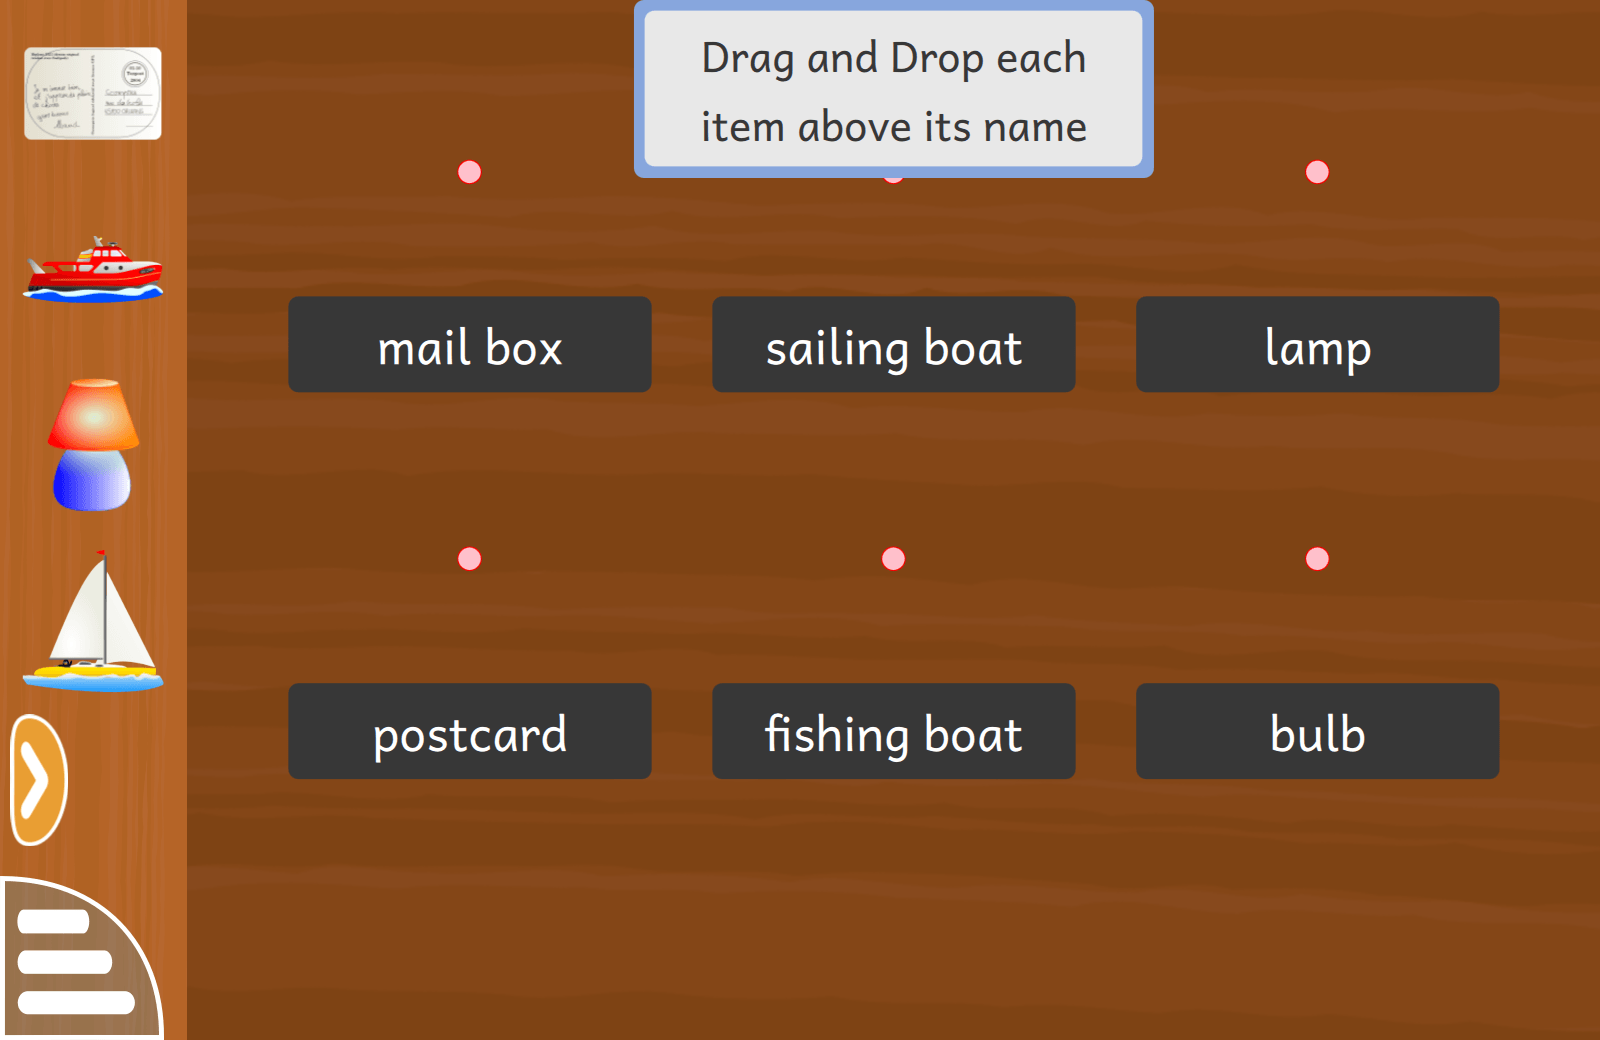 Drag and Drop each
item above its name
mail box
sailing boat
lamp
postcard
fishing boat
bulb